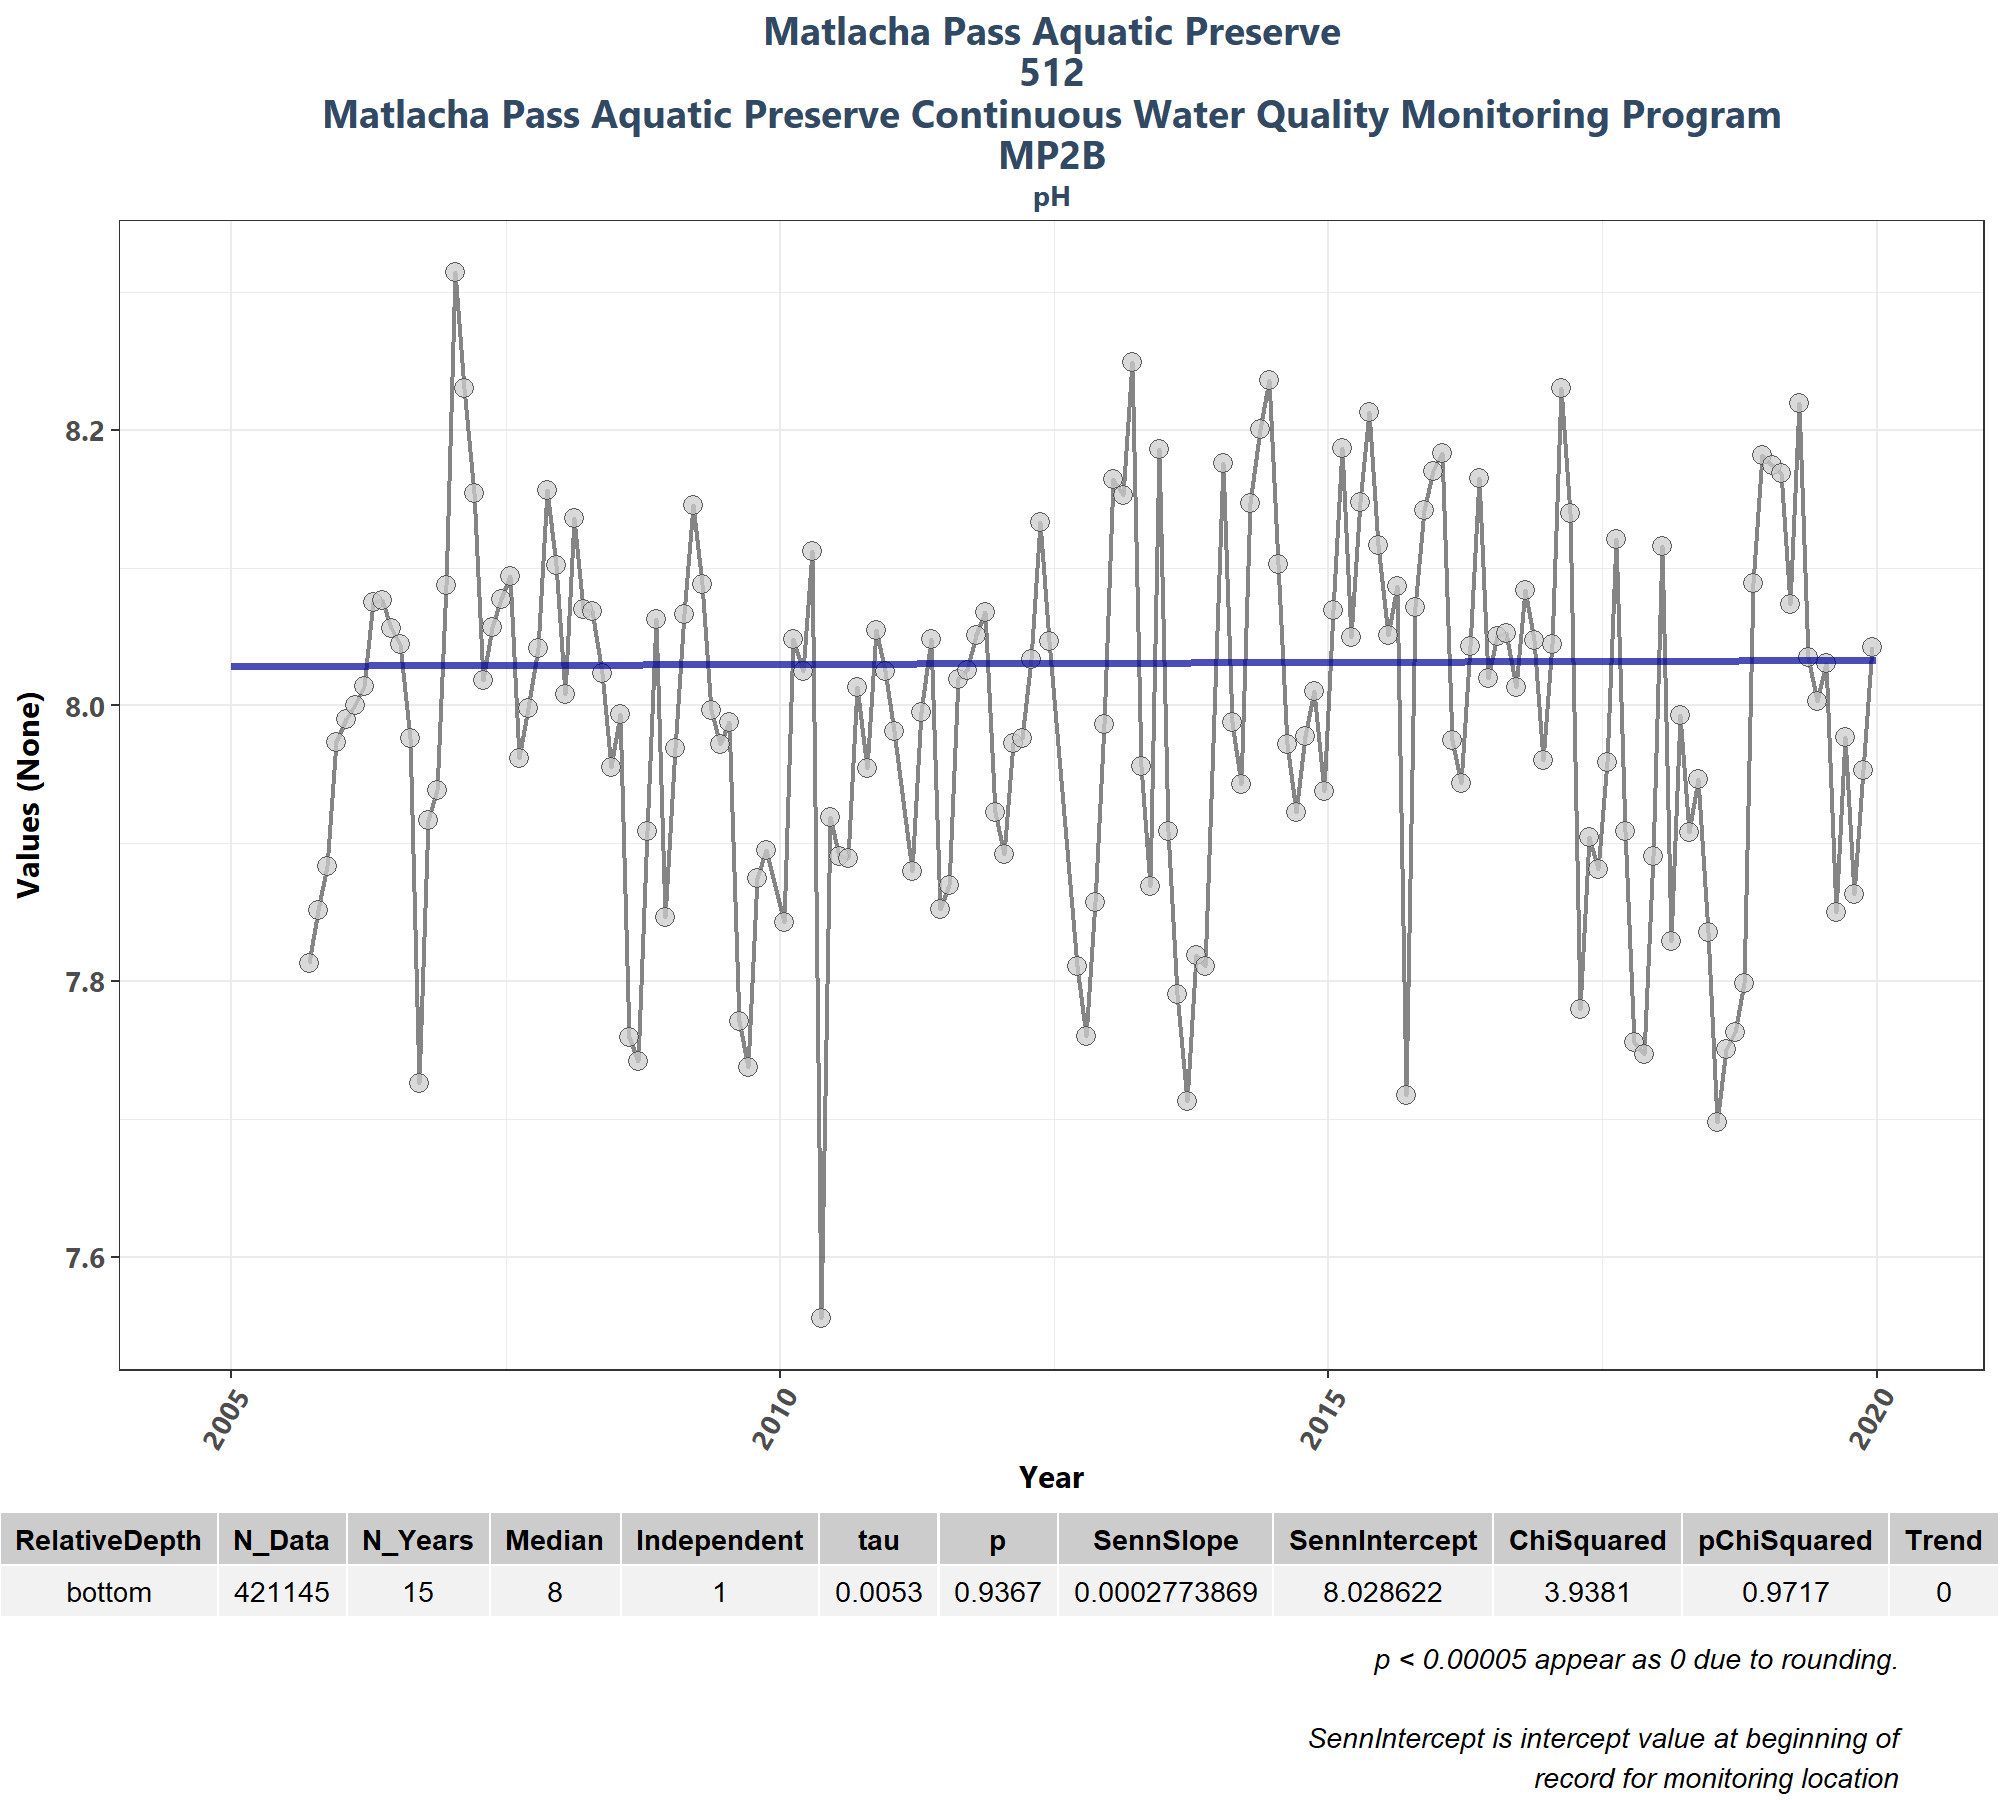 Matlacha Pass Aquatic Preserve
512
Matlacha Pass Aquatic Preserve Continuous Water Quality Monitoring Program
MP2B
pH
Values (None)
8.2
8.0
7.8
7.6
2005
2010
2015
2020
Year
RelativeDepth N_Data N_Years Median Independent tau p SennSlope SennIntercept ChiSquared pChiSquared Trend
bottom 421145 15 8 1 0.0053 0.9367 0.0002773869 8.028622 3.9381 0.9717 0
p < 0.00005 appear as 0 due to rounding.
SennIntercept is intercept value at beginning of
record for monitoring location